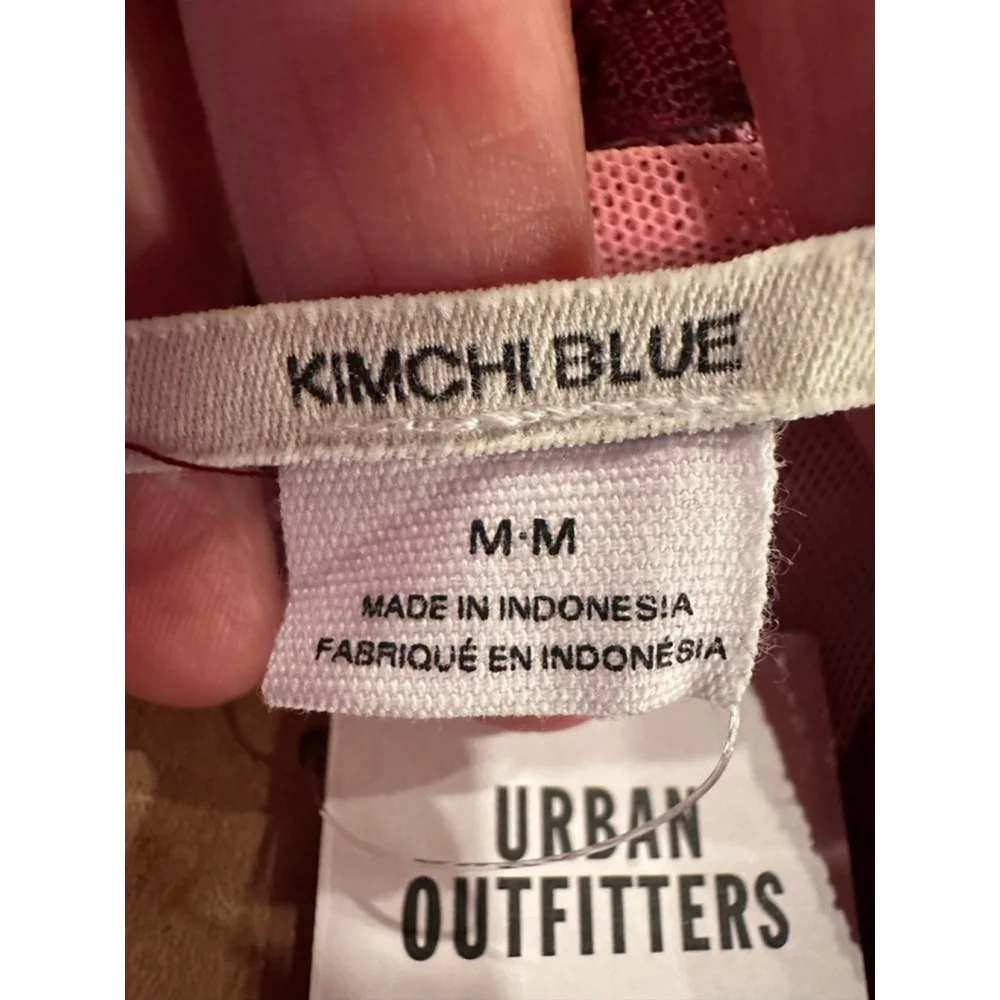 KIMCHI BLUE
M·M
MADE IN INDONESIA
FABRIQUÉ EN INDONÉSIA
URBAN
OUTFITTERS